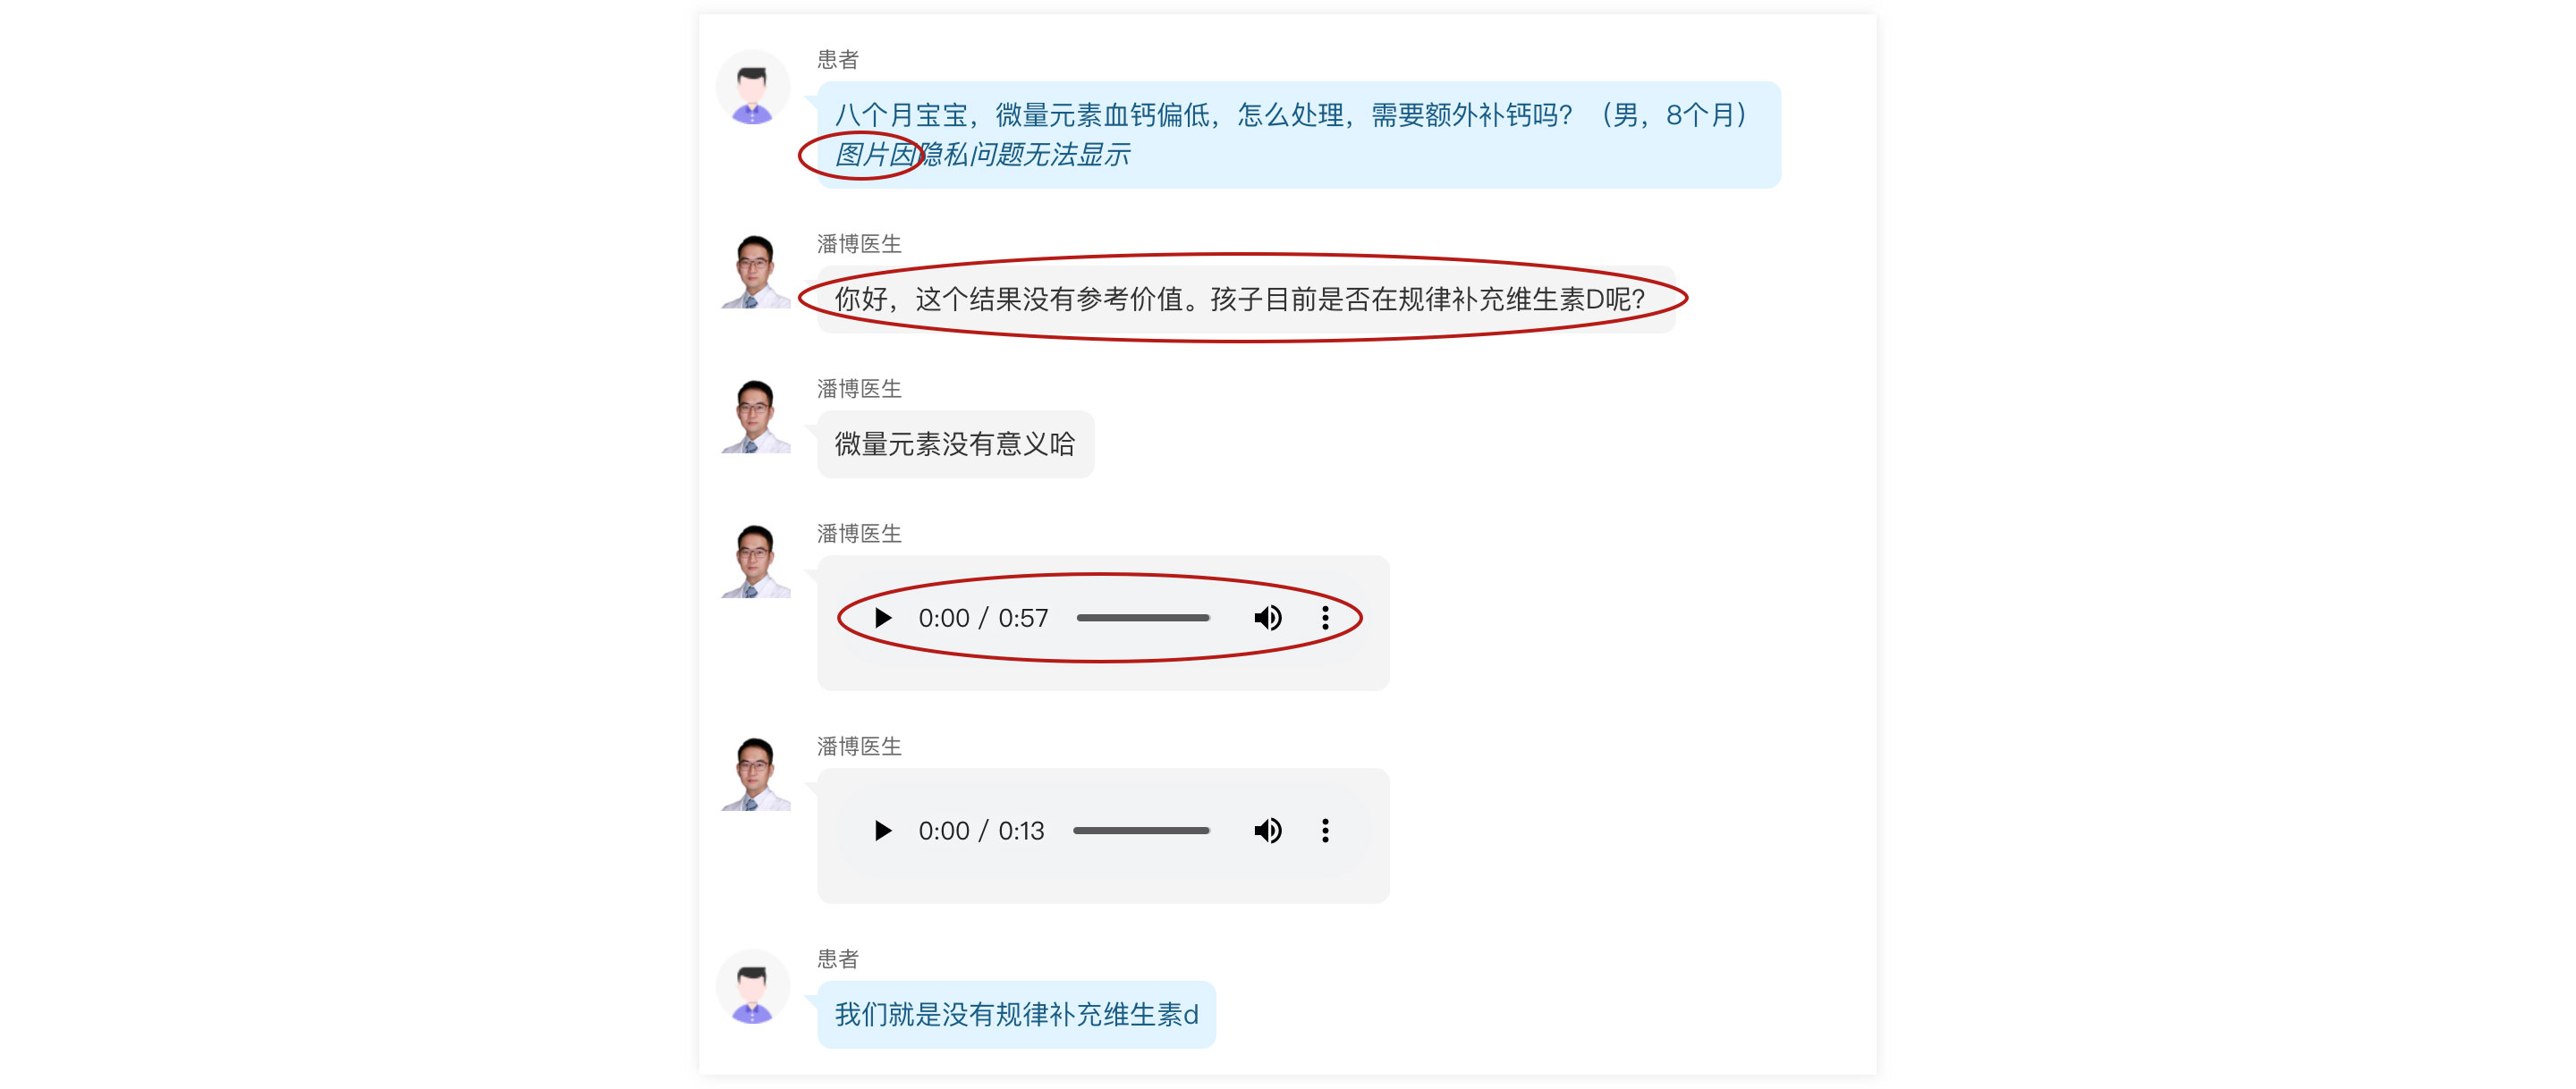 患者
八个月宝宝，微量元素血钙偏低，怎么处理，需要额外补钙吗？（男，8个月）
图片因隐私问题无法显示
潘博医生
你好，这个结果没有参考价值。孩子目前是否在规律补充维生素D呢？
潘博医生
微量元素没有意义哈
潘博医生
0:00 / 0:57
潘博医生
0:00 / 0:13
患者
我们就是没有规律补充维生素d